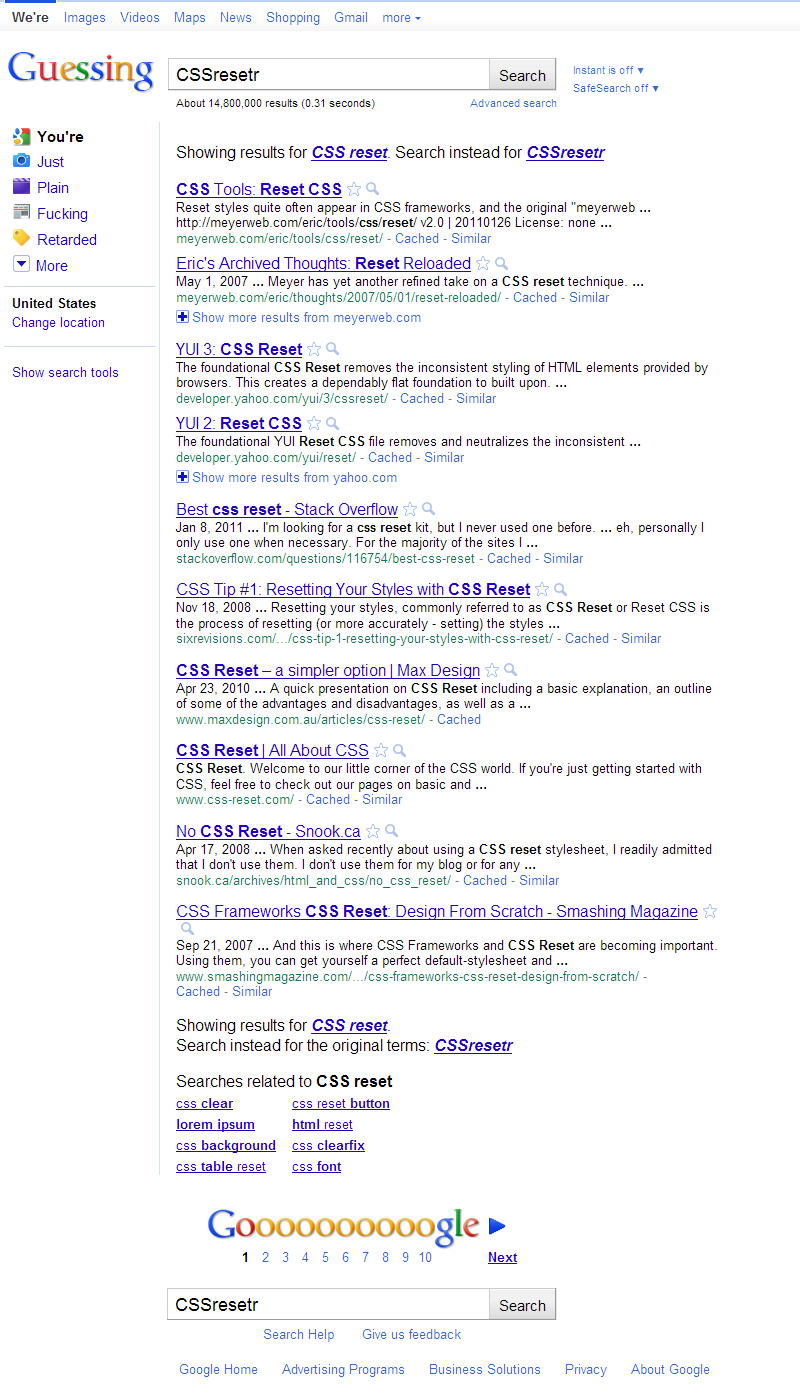 We're Images Videos Maps News Shopping Gmail more
Guessing
CSSresetr Search
Instant is off ▼
SafeSearch off ▼
About 14,800,000 results (0.31 seconds) Advanced search
You're
Just
Plain
Fucking
Retarded
More
United States
Change location
Show search tools
Showing results for CSS reset. Search instead for CSSresetr
CSS Tools: Reset CSS
Reset styles quite often appear in CSS frameworks, and the original "meyerweb ...
http://meyerweb.com/eric/tools/css/reset/ v2.0 | 20110126 License: none ...
meyerweb.com/eric/tools/css/reset/ - Cached - Similar
Eric's Archived Thoughts: Reset Reloaded
May 1, 2007 ... Meyer has yet another refined take on a CSS reset technique. ...
meyerweb.com/eric/thoughts/2007/05/01/reset-reloaded/ - Cached - Similar
Show more results from meyerweb.com
YUI 3: CSS Reset
The foundational CSS Reset removes the inconsistent styling of HTML elements provided by
browsers. This creates a dependably flat foundation to built upon. ...
developer.yahoo.com/yui/3/cssreset/ - Cached - Similar
YUI 2: Reset CSS
The foundational YUI Reset CSS file removes and neutralizes the inconsistent ...
developer.yahoo.com/yui/reset/ - Cached - Similar
Show more results from yahoo.com
Best css reset - Stack Overflow
Jan 8, 2011 ... I'm looking for a css reset kit, but I never used one before. ... eh, personally I
only use one when necessary. For the majority of the sites I ...
stackoverflow.com/questions/116754/best-css-reset - Cached - Similar
CSS Tip #1: Resetting Your Styles with CSS Reset
Nov 18, 2008 ... Resetting your styles, commonly referred to as CSS Reset or Reset CSS is
the process of resetting (or more accurately - setting) the styles ...
sixrevisions.com/.../css-tip-1-resetting-your-styles-with-css-reset/ - Cached - Similar
CSS Reset – a simpler option | Max Design
Apr 23, 2010 ... A quick presentation on CSS Reset including a basic explanation, an outline
of some of the advantages and disadvantages, as well as a ...
www.maxdesign.com.au/articles/css-reset/ - Cached
CSS Reset | All About CSS
CSS Reset. Welcome to our little corner of the CSS world. If you're just getting started with
CSS, feel free to check out our pages on basic and ...
www.css-reset.com/ - Cached - Similar
No CSS Reset - Snook.ca
Apr 17, 2008 ... When asked recently about using a CSS reset stylesheet, I readily admitted
that I don't use them. I don't use them for my blog or for any ...
snook.ca/archives/html_and_css/no_css_reset/ - Cached - Similar
CSS Frameworks CSS Reset: Design From Scratch - Smashing Magazine
Sep 21, 2007 ... And this is where CSS Frameworks and CSS Reset are becoming important.
Using them, you can get yourself a perfect default-stylesheet and ...
www.smashingmagazine.com/.../css-frameworks-css-reset-design-from-scratch/ -
Cached - Similar
Showing results for CSS reset.
Search instead for the original terms: CSSresetr
Searches related to CSS reset
css clear css reset button
lorem ipsum html reset
css background css clearfix
css table reset css font
Goooooooooogle
1 2 3 4 5 6 7 8 9 10 Next
CSSresetr Search
Search Help Give us feedback
Google Home Advertising Programs Business Solutions Privacy About Google